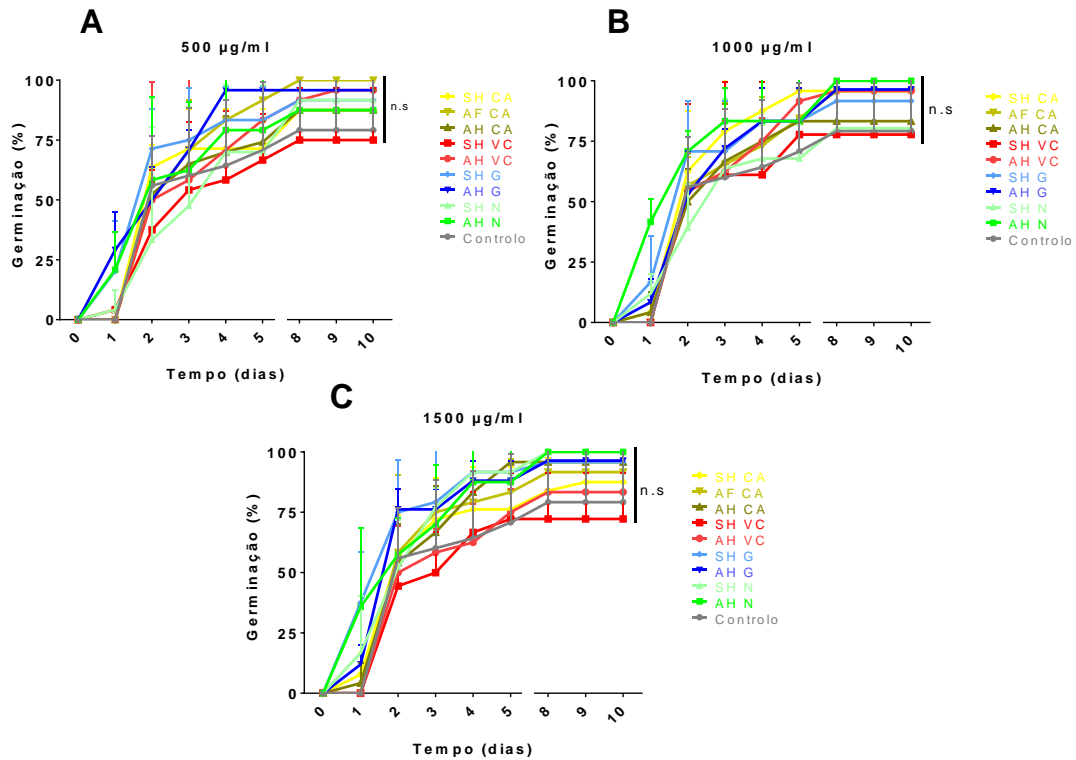 A
500 µg/ml
100
75
50
25
0
Germinação (%)
0 1 2 3 4 5 8 9 10
Tempo (dias)
n.s
SH CA
AF CA
AH CA
SH VC
AH VC
SH G
AH G
SH N
AH N
Controlo
B
1000 µg/ml
100
75
50
25
0
Germinação (%)
0 1 2 3 4 5 8 9 10
Tempo (dias)
n.s
SH CA
AF CA
AH CA
SH VC
AH VC
SH G
AH G
SH N
AH N
Controlo
C
1500 µg/ml
100
75
50
25
0
Germinação (%)
0 1 2 3 4 5 8 9 10
Tempo (dias)
n.s
SH CA
AF CA
AH CA
SH VC
AH VC
SH G
AH G
SH N
AH N
Controlo